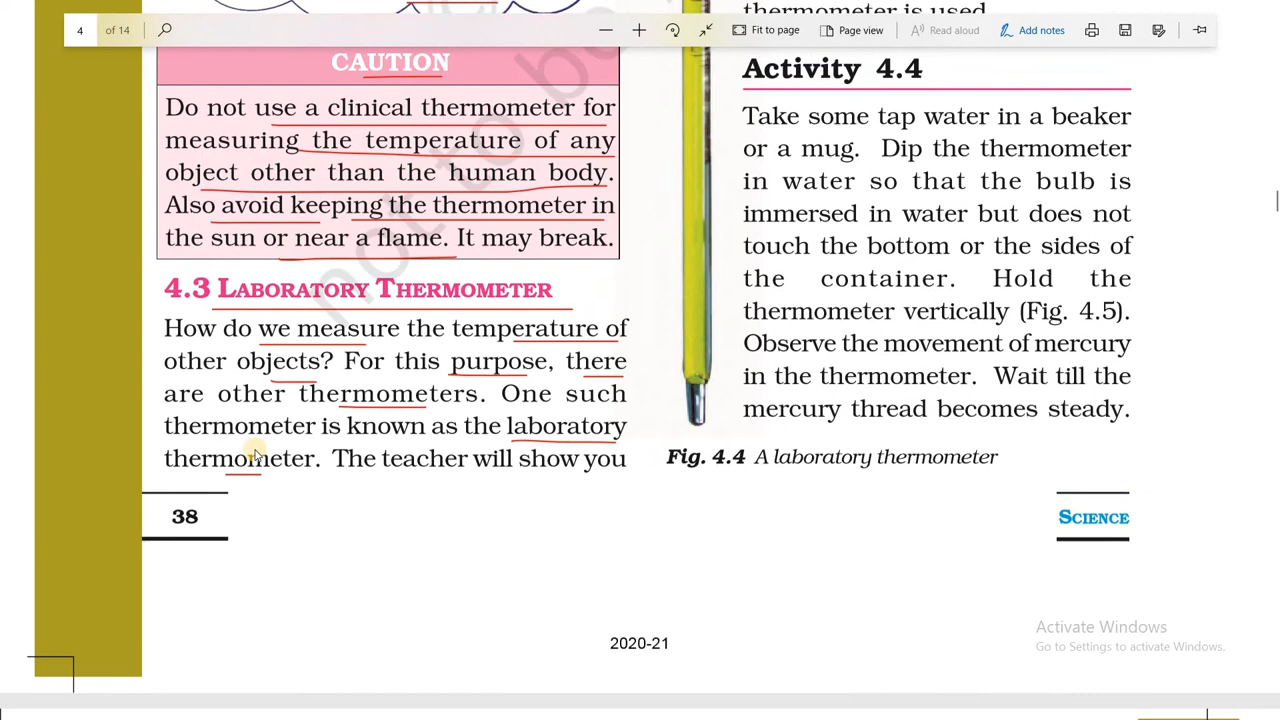 thermometer is used
4 of 14
Fit to page
Page view
Read aloud
Add notes
CAUTION
Do not use a clinical thermometer for
measuring the temperature of any
object other than the human body.
Also avoid keeping the thermometer in
the sun or near a flame. It may break.
4.3 LABORATORY THERMOMETER
How do we measure the temperature of
other objects? For this purpose, there
are other thermometers. One such
thermometer is known as the laboratory
thermometer. The teacher will show you
Activity 4.4
Take some tap water in a beaker
or a mug. Dip the thermometer
in water so that the bulb is
immersed in water but does not
touch the bottom or the sides of
the container. Hold the
thermometer vertically (Fig. 4.5).
Observe the movement of mercury
in the thermometer. Wait till the
mercury thread becomes steady.
Fig. 4.4 A laboratory thermometer
38
SCIENCE
2020-21
Activate Windows
Go to Settings to activate Windows.
not to be